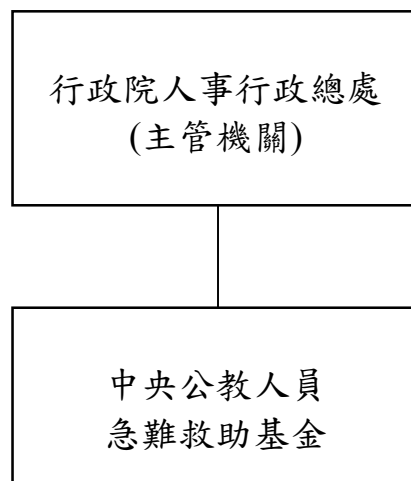 行政院人事行政總處
(主管機關)
中央公教人員
急難救助基金